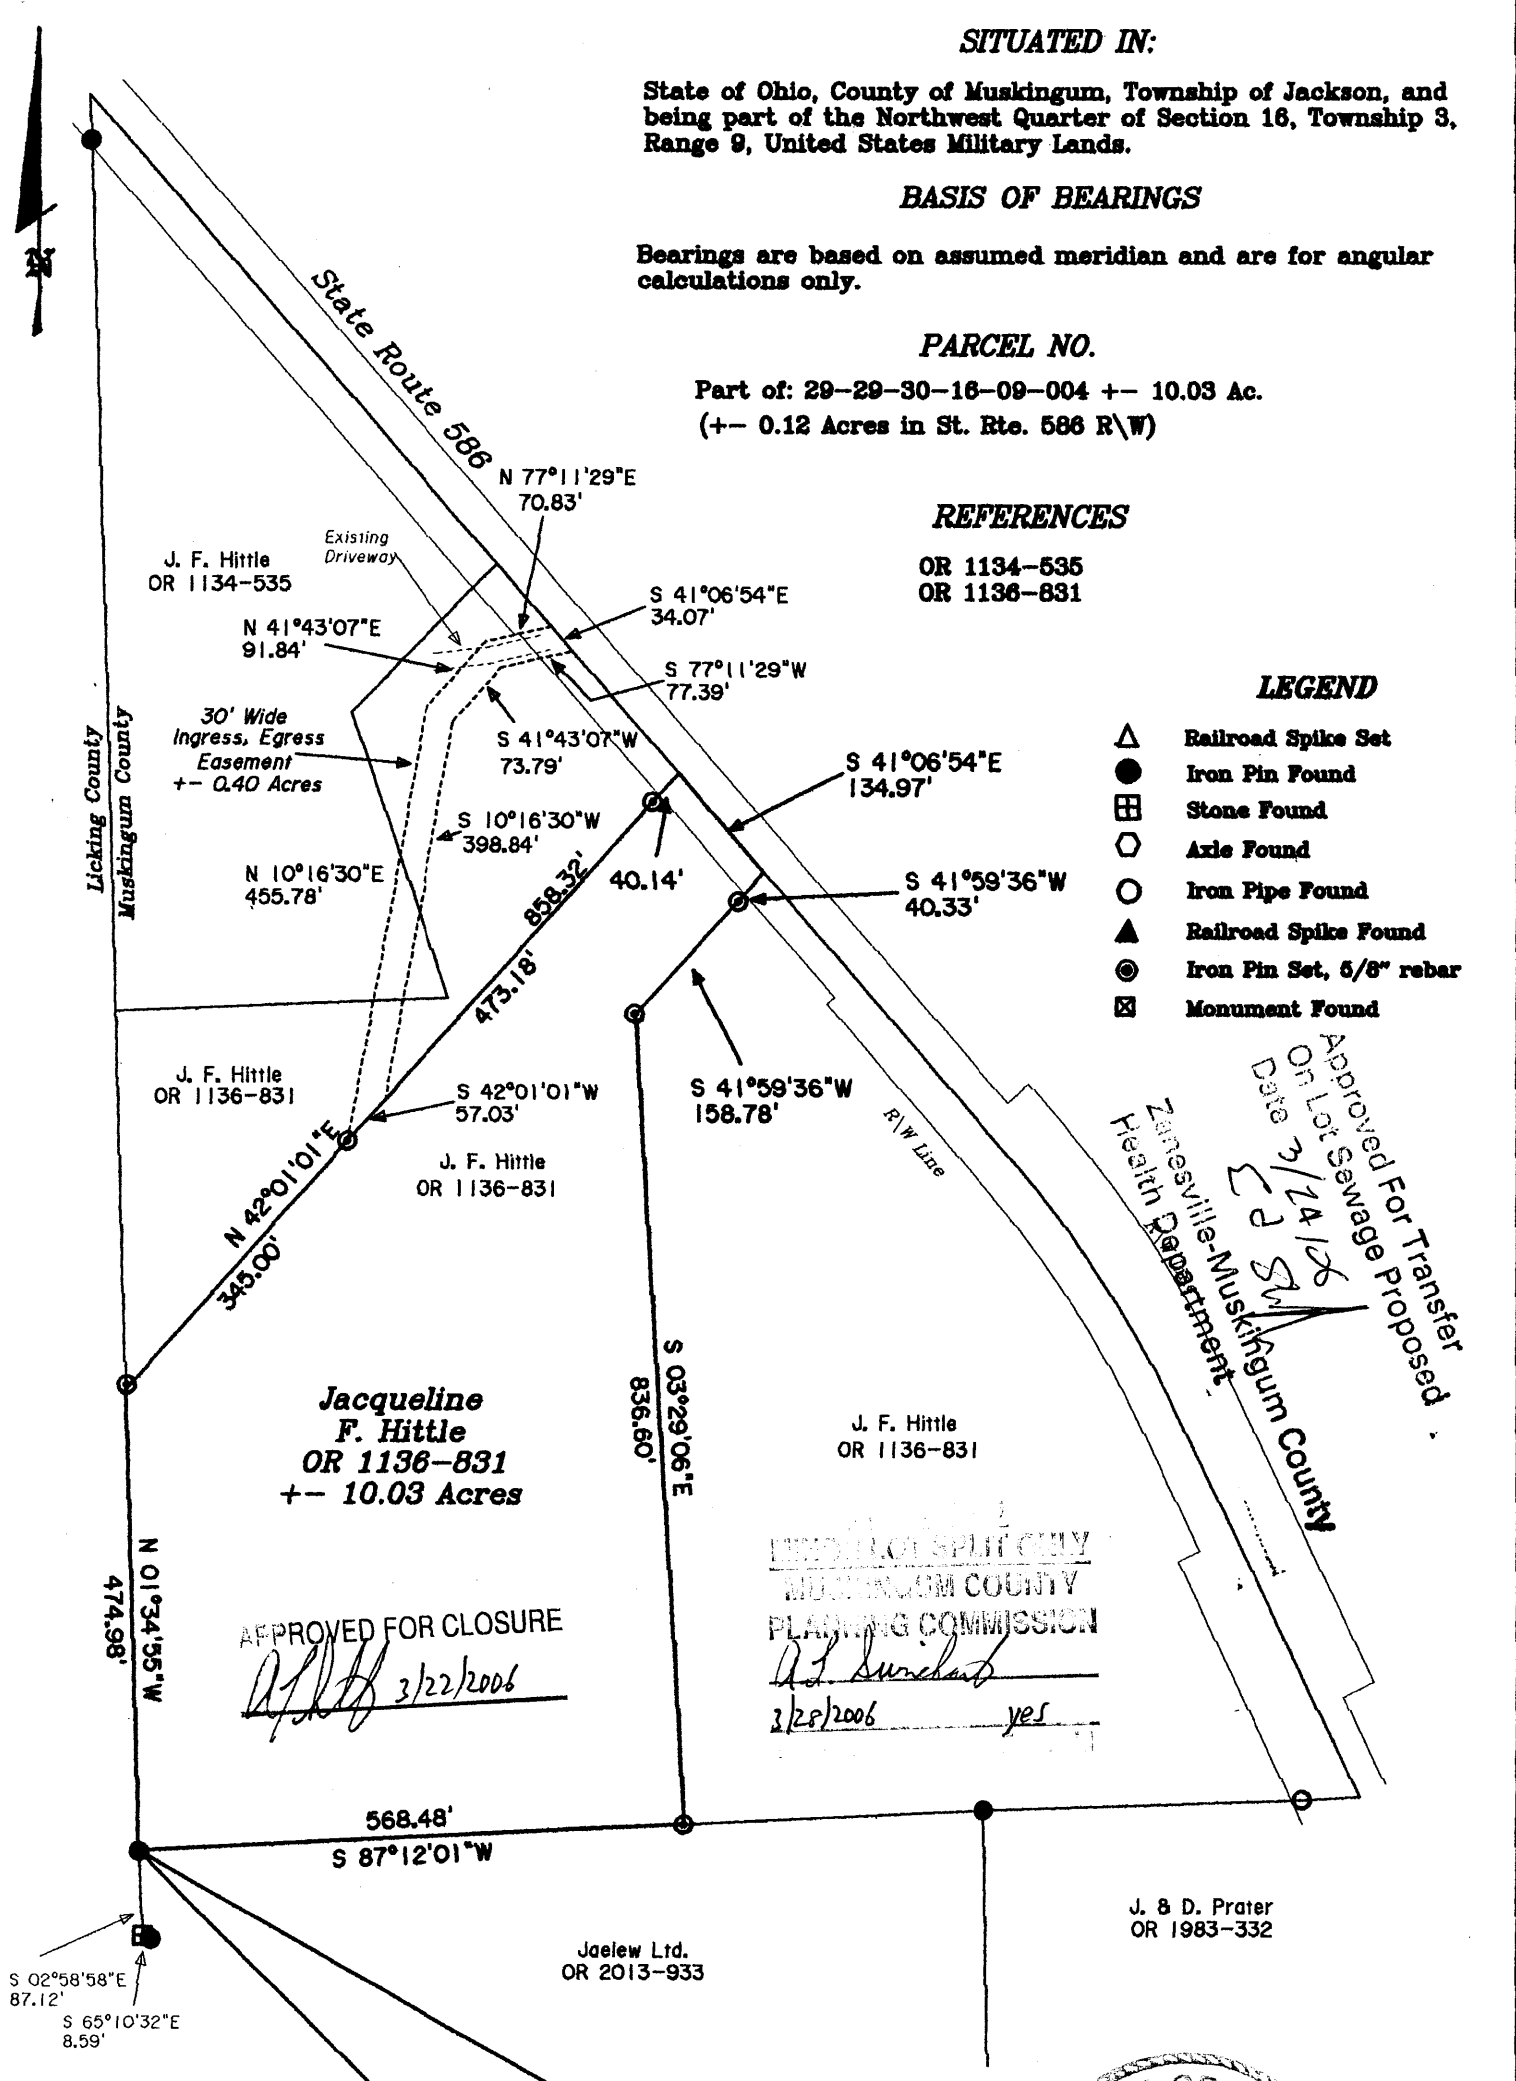 SITUATED IN:
State of Ohio, County of Muskingum, Township of Jackson, and
being part of the Northwest Quarter of Section 16, Township 3,
Range 9, United States Military Lands.
BASIS OF BEARINGS
Bearings are based on assumed meridian and are for angular
calculations only.
PARCEL NO.
Part of: 29-29-30-16-09-004 +- 10.03 Ac.
(+- 0.12 Acres in St. Rte. 586 R\W)
REFERENCES
OR 1134-535
OR 1136-831
N
State Route 586
N 77°11'29"E
70.83'
Existing
Driveway
J. F. Hittle
OR 1134-535
S 41°06'54"E
34.07'
N 41°43'07"E
91.84'
S 77°11'29"W
77.39'
30' Wide
Ingress, Egress
Easement
+- 0.40 Acres
S 41°43'07"W
73.79'
S 41°06'54"E
134.97'
Licking County
Muskingum County
S 10°16'30"W
398.84'
N 10°16'30"E
455.78'
858.32'
40.14'
S 41°59'36"W
40.33'
473.18'
LEGEND
Railroad Spike Set
Iron Pin Found
Stone Found
Axle Found
Iron Pipe Found
Railroad Spike Found
Iron Pin Set, 5/8" rebar
Monument Found
J. F. Hittle
OR 1136-831
S 42°01'01"W
57.03'
S 41°59'36"W
158.78'
R\W Line
N 42°01'01"E
345.00'
J. F. Hittle
OR 1136-831
Approved For Transfer
On Lot Sewage Proposed
Date 3/24/06
Zanesville-Muskingum County
Health Department
S 03°29'06"E
836.60'
Jacqueline
F. Hittle
OR 1136-831
+- 10.03 Acres
J. F. Hittle
OR 1136-831
N 01°34'55"W
474.98'
APPROVED FOR CLOSURE
3/22/2006
LOT SPLIT ONLY
MUSKINGUM COUNTY
PLANNING COMMISSION
3/28/2006 yes
568.48'
S 87°12'01"W
J. & D. Prater
OR 1983-332
Jaelew Ltd.
OR 2013-933
S 02°58'58"E
87.12'
S 65°10'32"E
8.59'